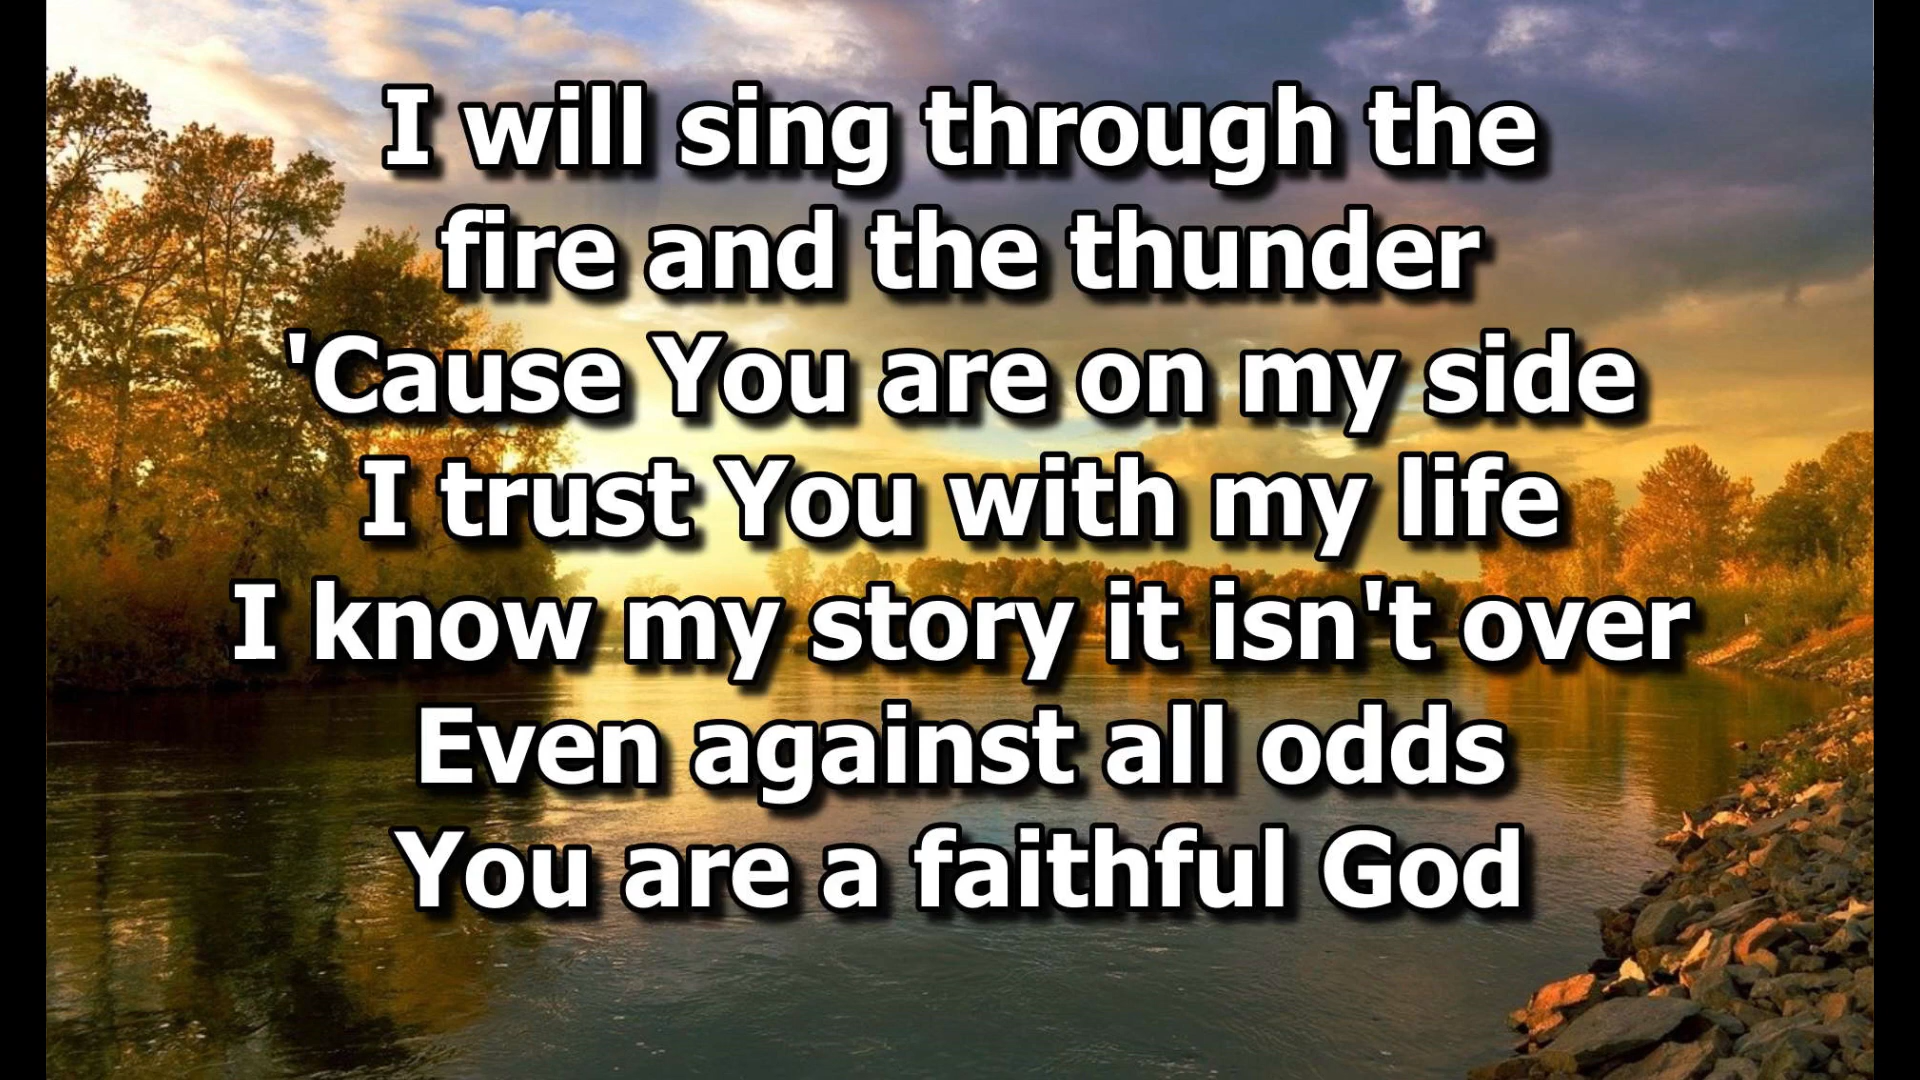 I will sing through the
fire and the thunder
'Cause You are on my side
I trust You with my life
I know my story it isn't over
Even against all odds
You are a faithful God